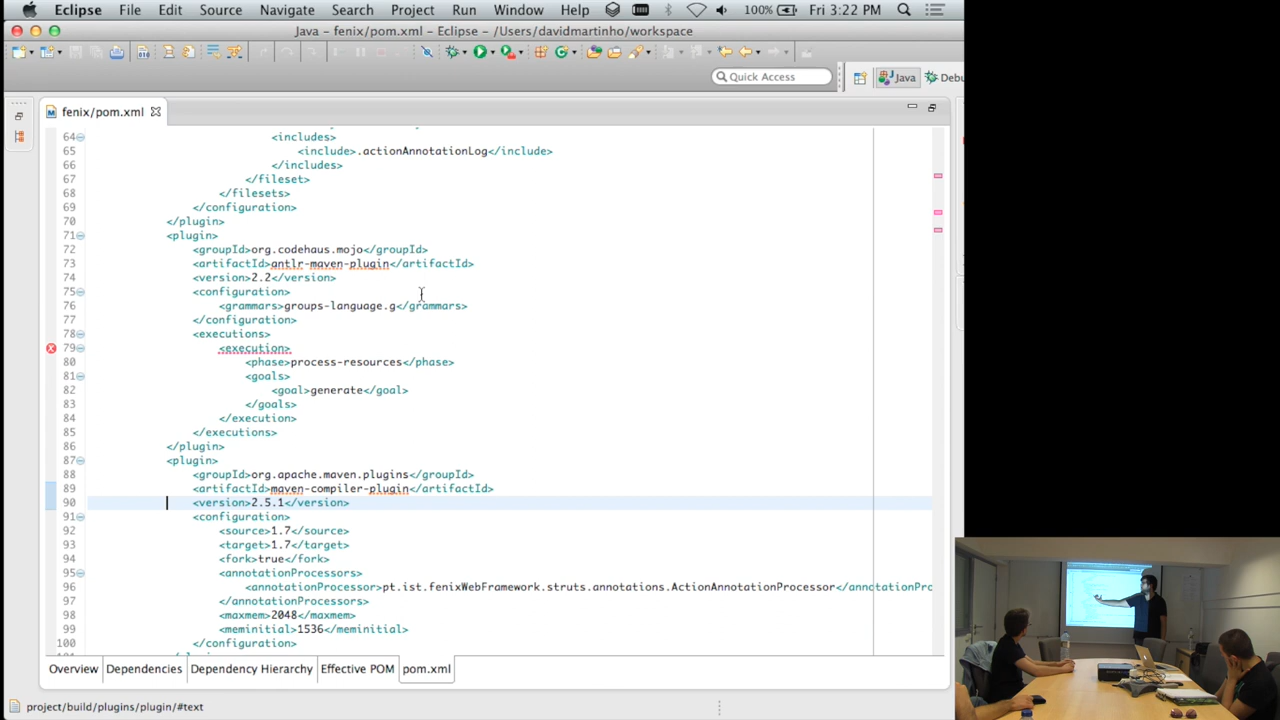 Eclipse File Edit Source Navigate Search Project Run Window Help 100% Fri 3:22 PM
Java – fenix/pom.xml – Eclipse – /Users/davidmartinho/workspace
Quick Access Java Debu
fenix/pom.xml
64 <includes>
65 <include>.actionAnnotationLog</include>
66 </includes>
67 </fileset>
68 </filesets>
69 </configuration>
70 </plugin>
71 <plugin>
72 <groupId>org.codehaus.mojo</groupId>
73 <artifactId>antlr-maven-plugin</artifactId>
74 <version>2.2</version>
75 <configuration>
76 <grammars>groups-language.g</grammars>
77 </configuration>
78 <executions>
79 <execution>
80 <phase>process-resources</phase>
81 <goals>
82 <goal>generate</goal>
83 </goals>
84 </execution>
85 </executions>
86 </plugin>
87 <plugin>
88 <groupId>org.apache.maven.plugins</groupId>
89 <artifactId>maven-compiler-plugin</artifactId>
90 <version>2.5.1</version>
91 <configuration>
92 <source>1.7</source>
93 <target>1.7</target>
94 <fork>true</fork>
95 <annotationProcessors>
96 <annotationProcessor>pt.ist.fenixWebFramework.struts.annotations.ActionAnnotationProcessor</annotationPro
97 </annotationProcessors>
98 <maxmem>2048</maxmem>
99 <meminitial>1536</meminitial>
100 </configuration>
Overview Dependencies Dependency Hierarchy Effective POM pom.xml
project/build/plugins/plugin/#text